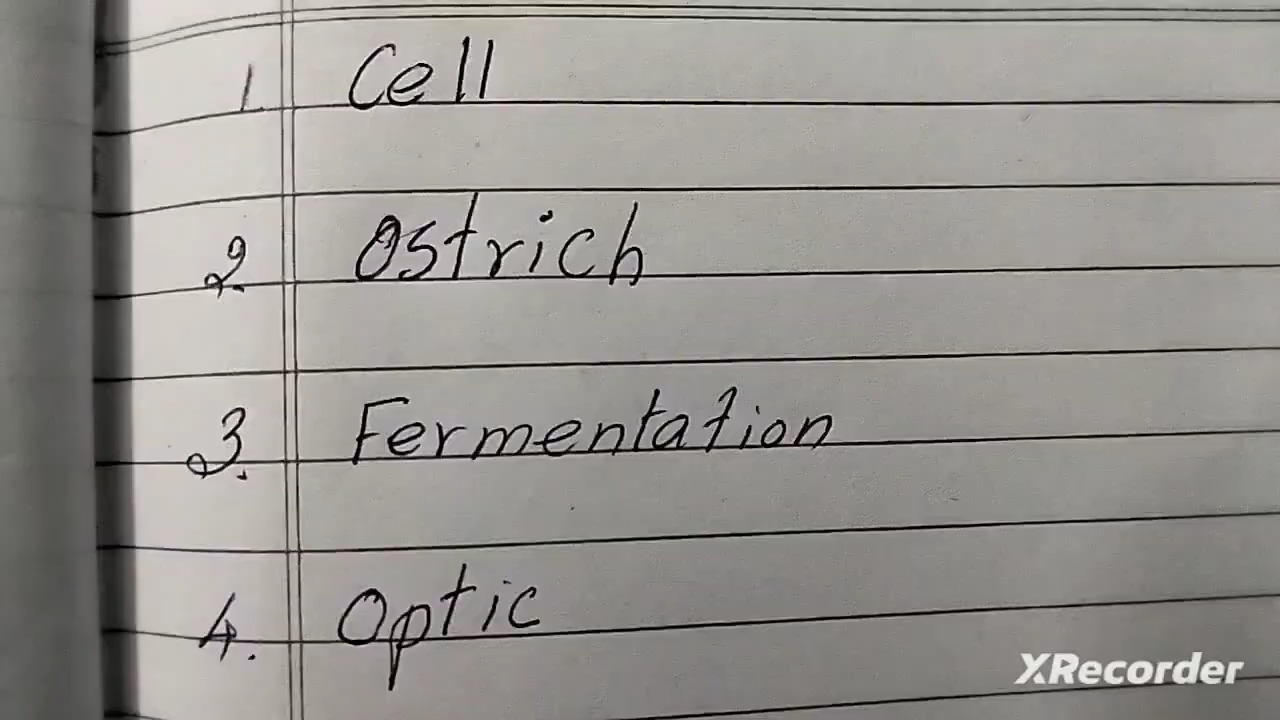 1. Cell
2. Ostrich
3. Fermentation
4. Optic
XRecorder